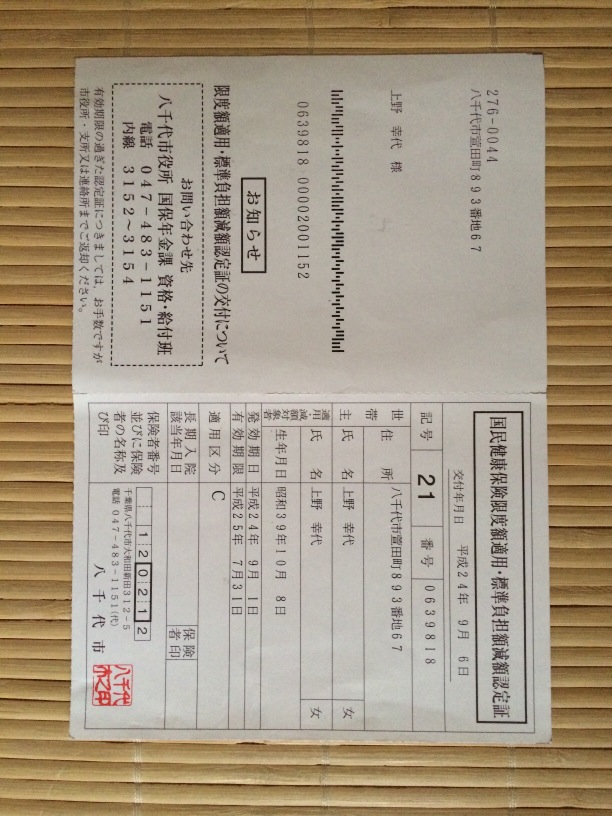 276-0044
八千代市萱田町893番地67
上野 幸代 様
0639818 00002001152
お知らせ
限度額適用・標準負担額減額認定証の交付について
お問い合わせ先
八千代市役所 国保年金課 資格・給付班
電話 047-483-1151
内線 3152～3154
有効期限の過ぎた認定証につきましては、お手数ですが
市役所・支所又は連絡所までご返却ください。
国民健康保険限度額適用・標準負担額減額認定証
交付年月日 平成24年 9月 6日
記号 21 番号 0639818
世帯主 住所 八千代市萱田町893番地67
氏名 上野 幸代 女
適用・減額対象者 氏名 上野 幸代 女
生年月日 昭和39年10月 8日
発効期日 平成24年 9月 1日
有効期限 平成25年 7月31日
適用区分 C
長期入院
該当年月日 保険者印
保険者番号
並びに保険
者の名称及
び印
120212
千葉県八千代市大和田新田312-5
電話 047-483-1151(代)
八千代市
八千代市之印